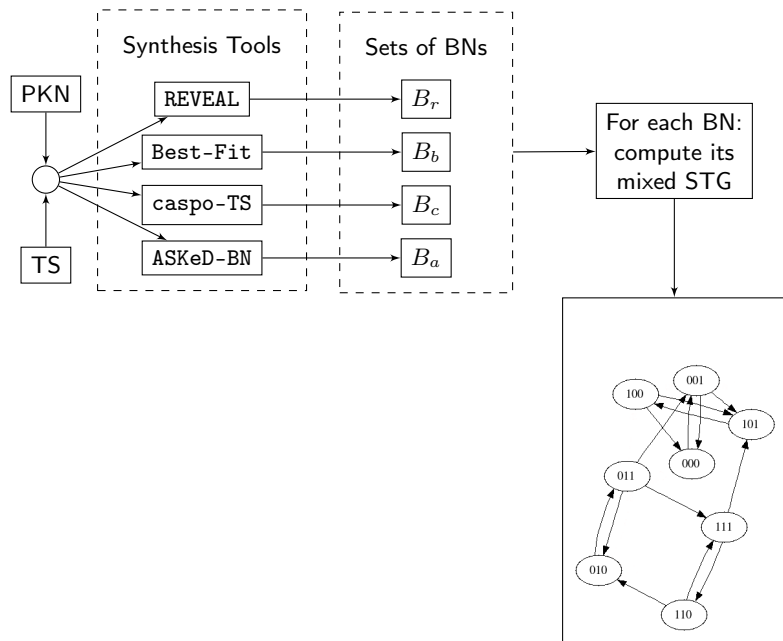 Synthesis Tools
Sets of BNs
PKN
REVEAL
B_r
Best-Fit
B_b
caspo-TS
B_c
TS
ASKeD-BN
B_a
For each BN:
compute its
mixed STG
001
100
101
000
011
111
010
110